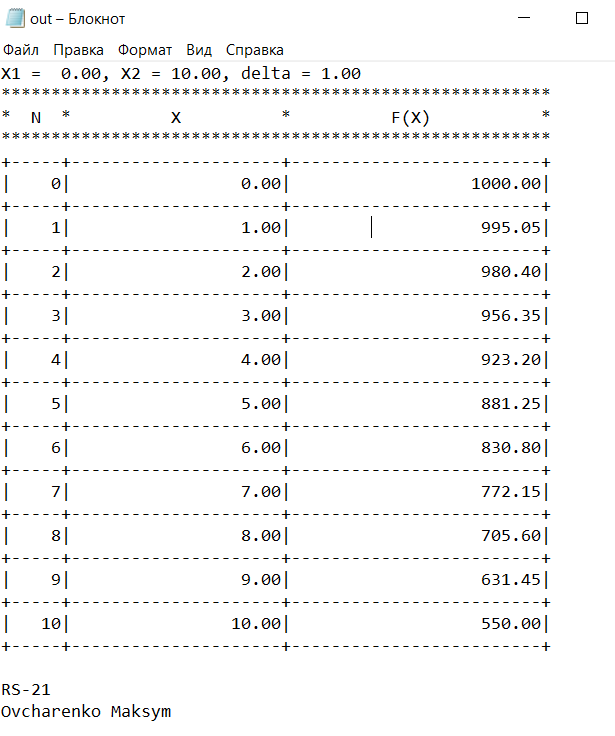 out – Блокнот
Файл Правка Формат Вид Справка
X1 =  0.00, X2 = 10.00, delta = 1.00
*******************************************************
*  N  *          X          *          F(X)           *
*******************************************************
+-----+---------------------+-------------------------+
|    0|                 0.00|                  1000.00|
+-----+---------------------+-------------------------+
|    1|                 1.00|                   995.05|
+-----+---------------------+-------------------------+
|    2|                 2.00|                   980.40|
+-----+---------------------+-------------------------+
|    3|                 3.00|                   956.35|
+-----+---------------------+-------------------------+
|    4|                 4.00|                   923.20|
+-----+---------------------+-------------------------+
|    5|                 5.00|                   881.25|
+-----+---------------------+-------------------------+
|    6|                 6.00|                   830.80|
+-----+---------------------+-------------------------+
|    7|                 7.00|                   772.15|
+-----+---------------------+-------------------------+
|    8|                 8.00|                   705.60|
+-----+---------------------+-------------------------+
|    9|                 9.00|                   631.45|
+-----+---------------------+-------------------------+
|   10|                10.00|                   550.00|
+-----+---------------------+-------------------------+
RS-21
Ovcharenko Maksym